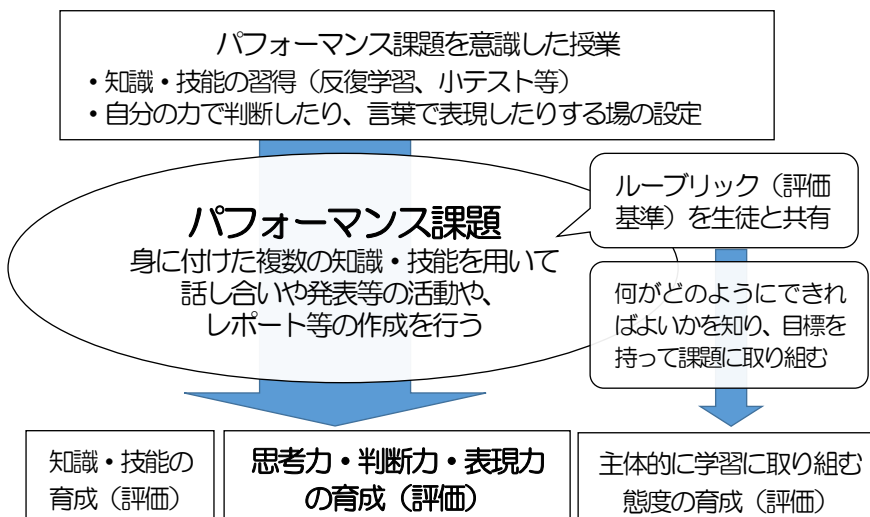 パフォーマンス課題を意識した授業
・知識・技能の習得（反復学習、小テスト等）
・自分の力で判断したり、言葉で表現したりする場の設定
パフォーマンス課題
身に付けた複数の知識・技能を用いて
話し合いや発表等の活動や、
レポート等の作成を行う
ルーブリック（評価
基準）を生徒と共有
何がどのようにできれ
ばよいかを知り、目標を
持って課題に取り組む
知識・技能の
育成（評価）
思考力・判断力・表現力
の育成（評価）
主体的に学習に取り組む
態度の育成（評価）